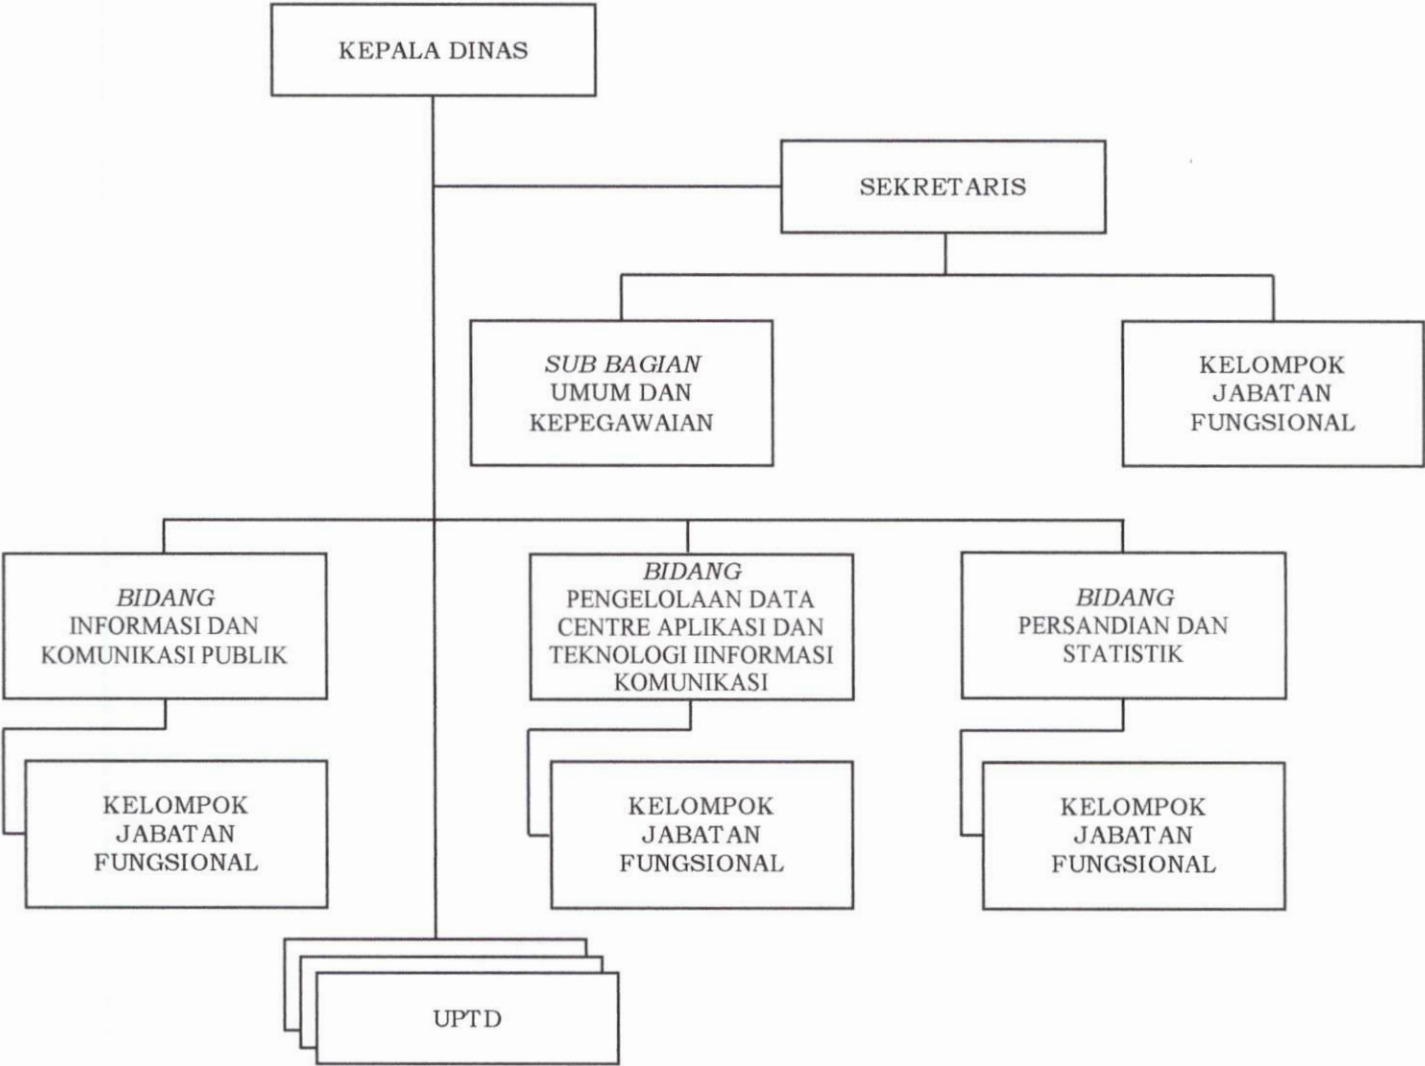 KEPALA DINAS
SEKRETARIS
SUB BAGIAN
UMUM DAN
KEPEGAWAIAN
KELOMPOK
JABATAN
FUNGSIONAL
BIDANG
INFORMASI DAN
KOMUNIKASI PUBLIK
BIDANG
PENGELOLAAN DATA
CENTRE APLIKASI DAN
TEKNOLOGI IINFORMASI
KOMUNIKASI
BIDANG
PERSANDIAN DAN
STATISTIK
KELOMPOK
JABATAN
FUNGSIONAL
KELOMPOK
JABATAN
FUNGSIONAL
KELOMPOK
JABATAN
FUNGSIONAL
UPTD